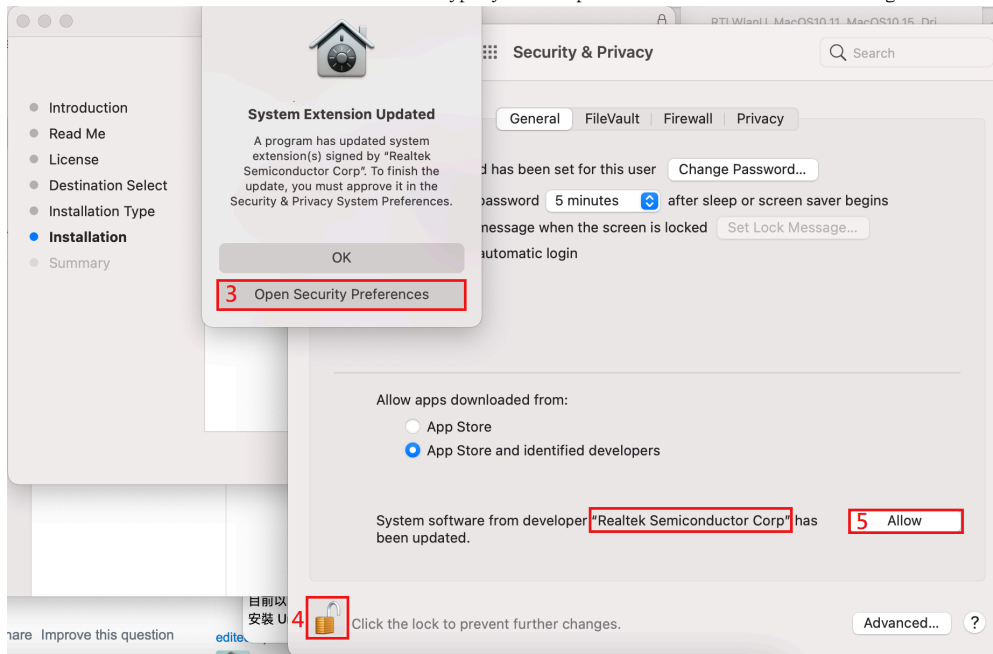 RTLWlanU_MacOS10.11_MacOS10.15_Dri
Introduction
Read Me
License
Destination Select
Installation Type
Installation
Summary
System Extension Updated
A program has updated system
extension(s) signed by “Realtek
Semiconductor Corp”. To finish the
update, you must approve it in the
Security & Privacy System Preferences.
OK
3 Open Security Preferences
Security & Privacy
Search
General FileVault Firewall Privacy
d has been set for this user Change Password...
password 5 minutes after sleep or screen saver begins
message when the screen is locked Set Lock Message...
automatic login
Allow apps downloaded from:
App Store
App Store and identified developers
System software from developer “Realtek Semiconductor Corp” has
been updated.
5 Allow
4 Click the lock to prevent further changes.
Advanced... ?
目前以
安裝 U
hare Improve this question
edite